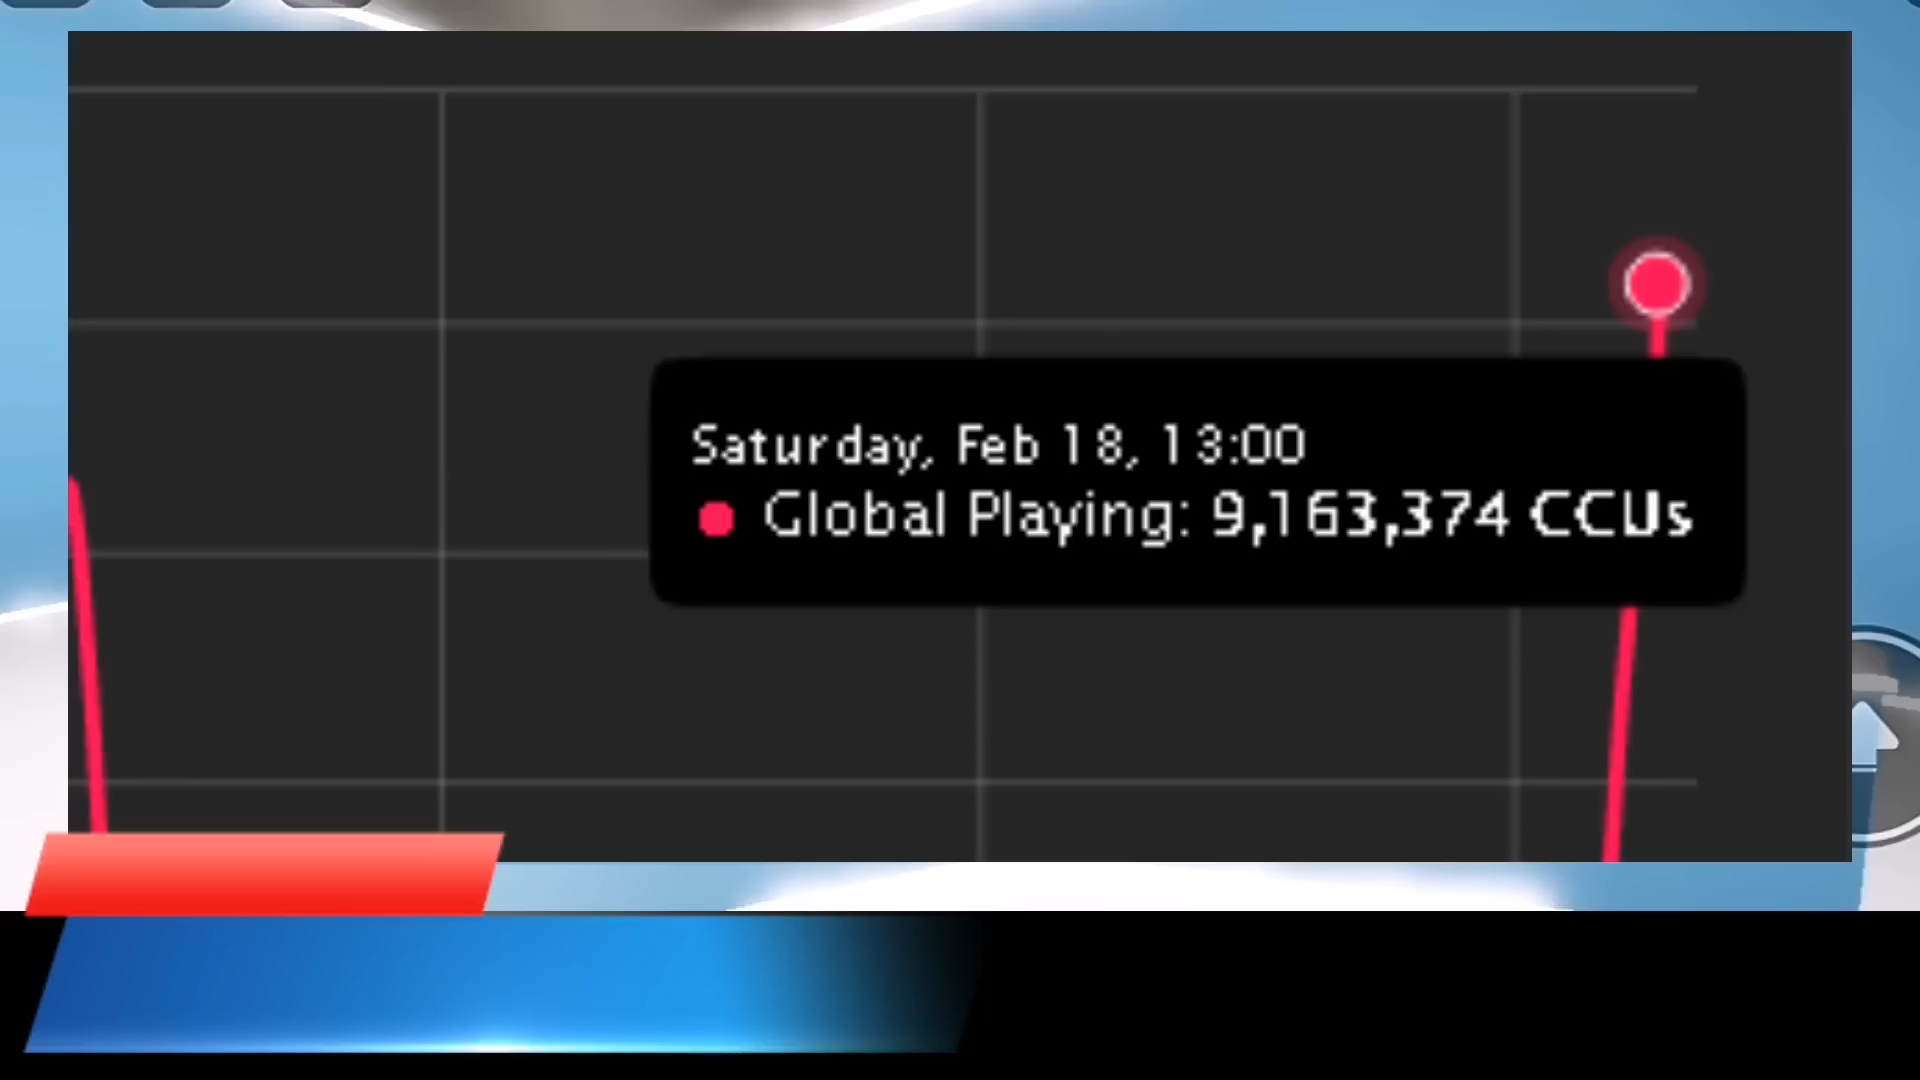 Saturday, Feb 18, 13:00
Global Playing: 9,163,374 CCUs